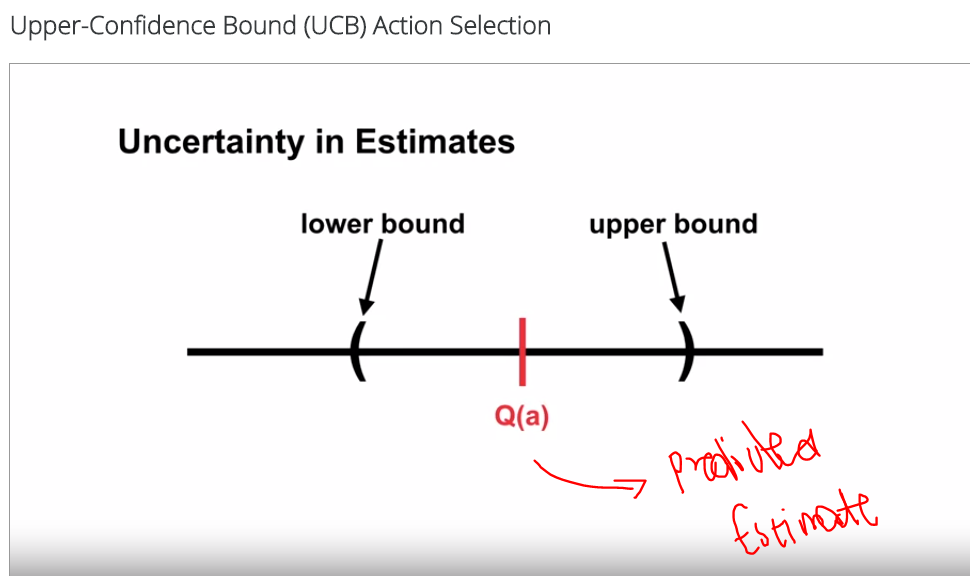 Upper-Confidence Bound (UCB) Action Selection
Uncertainty in Estimates
lower bound
upper bound
Q(a)
predicted
Estimate